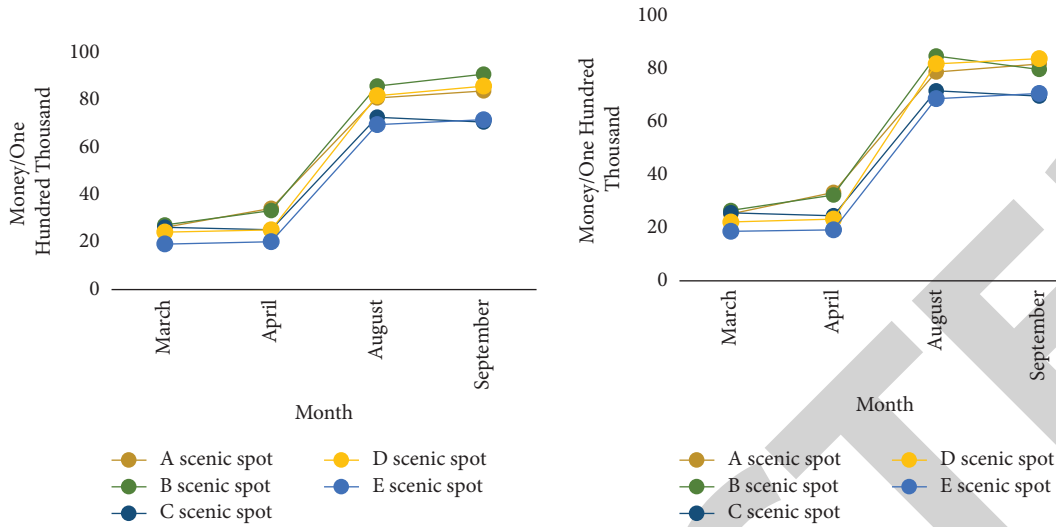 Money/One
Hundred Thousand
100
80
60
40
20
0
March
April
August
September
Month
A scenic spot
B scenic spot
C scenic spot
D scenic spot
E scenic spot
Money/One Hundred
Thousand
100
80
60
40
20
0
March
April
August
September
Month
A scenic spot
B scenic spot
C scenic spot
D scenic spot
E scenic spot